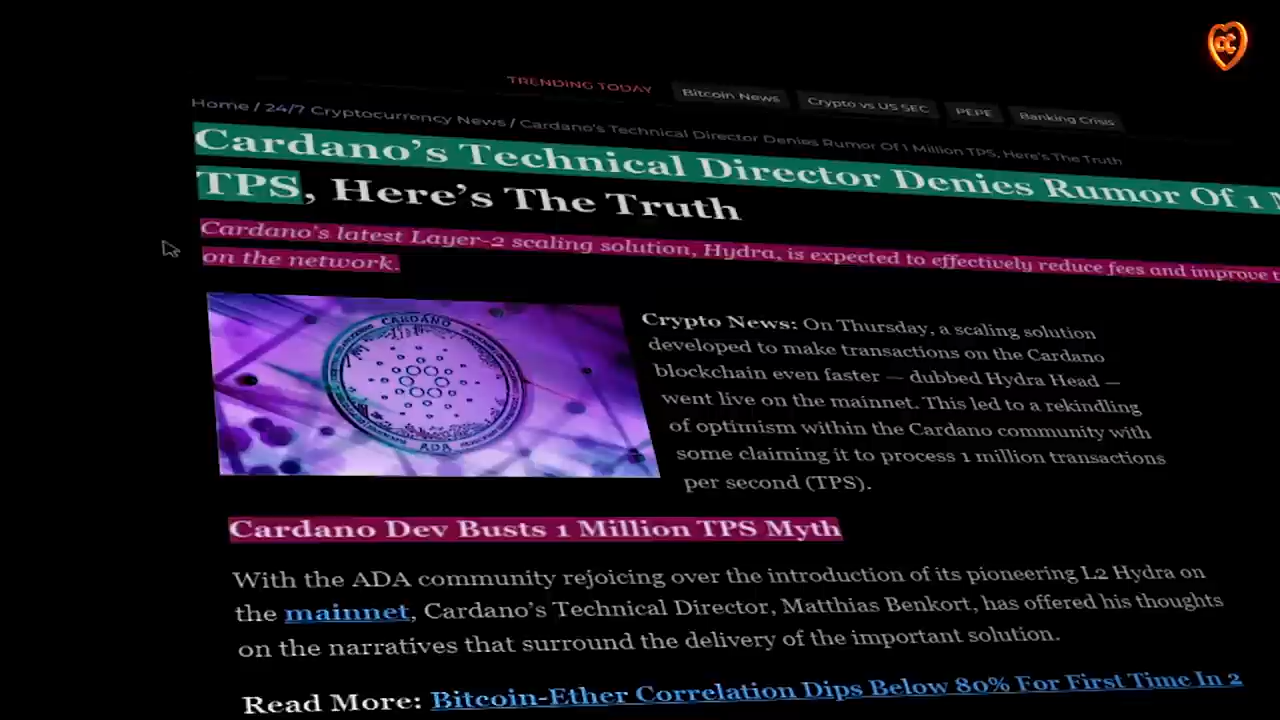 TRENDING TODAY Bitcoin News Crypto vs US SEC PEPE Banking Crisis
Home / 24/7 Cryptocurrency News / Cardano's Technical Director Denies Rumor Of 1 Million TPS, Here's The Truth
Cardano's Technical Director Denies Rumor Of 1
TPS, Here's The Truth
Cardano's latest Layer-2 scaling solution, Hydra, is expected to effectively reduce fees and improve
on the network.
CARDANO
ADA
Crypto News: On Thursday, a scaling solution
developed to make transactions on the Cardano
blockchain even faster — dubbed Hydra Head —
went live on the mainnet. This led to a rekindling
of optimism within the Cardano community with
some claiming it to process 1 million transactions
per second (TPS).
Cardano Dev Busts 1 Million TPS Myth
With the ADA community rejoicing over the introduction of its pioneering L2 Hydra on
the mainnet, Cardano's Technical Director, Matthias Benkort, has offered his thoughts
on the narratives that surround the delivery of the important solution.
Read More: Bitcoin-Ether Correlation Dips Below 80% For First Time In 2